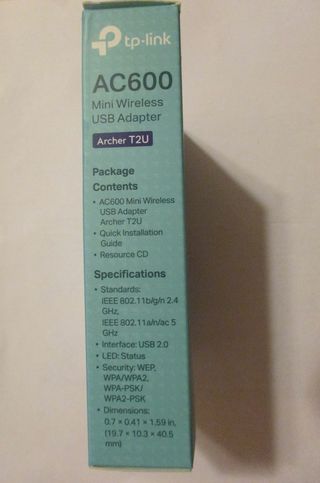 tp-link
AC600
Mini Wireless
USB Adapter
Archer T2U
Package
Contents
• AC600 Mini Wireless
USB Adapter
Archer T2U
• Quick Installation
Guide
• Resource CD
Specifications
• Standards:
IEEE 802.11b/g/n 2.4
GHz,
IEEE 802.11a/n/ac 5
GHz
• Interface: USB 2.0
• LED: Status
• Security: WEP,
WPA/WPA2,
WPA-PSK/
WPA2-PSK
• Dimensions:
0.7 × 0.41 × 1.59 in,
(19.7 × 10.3 × 40.5
mm)